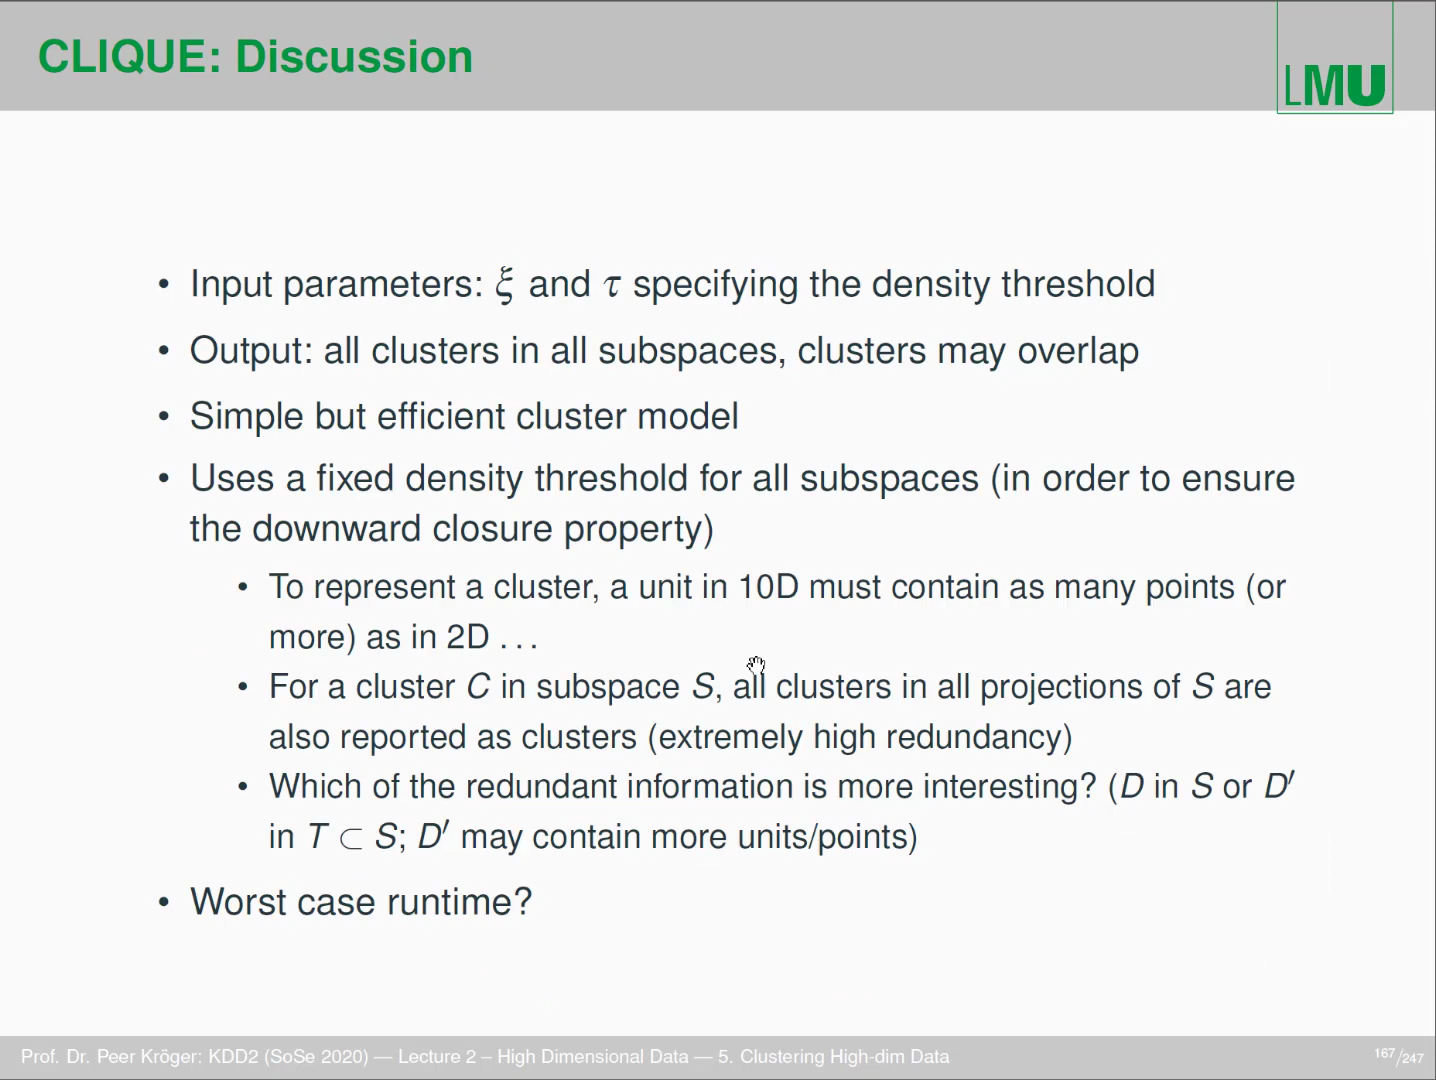 CLIQUE: Discussion
LMU
• Input parameters: ξ and τ specifying the density threshold
• Output: all clusters in all subspaces, clusters may overlap
• Simple but efficient cluster model
• Uses a fixed density threshold for all subspaces (in order to ensure
the downward closure property)
• To represent a cluster, a unit in 10D must contain as many points (or
more) as in 2D . . .
• For a cluster C in subspace S, all clusters in all projections of S are
also reported as clusters (extremely high redundancy)
• Which of the redundant information is more interesting? (D in S or D′
in T ⊂ S; D′ may contain more units/points)
• Worst case runtime?
Prof. Dr. Peer Kröger: KDD2 (SoSe 2020) — Lecture 2 – High Dimensional Data — 5. Clustering High-dim Data
167/247